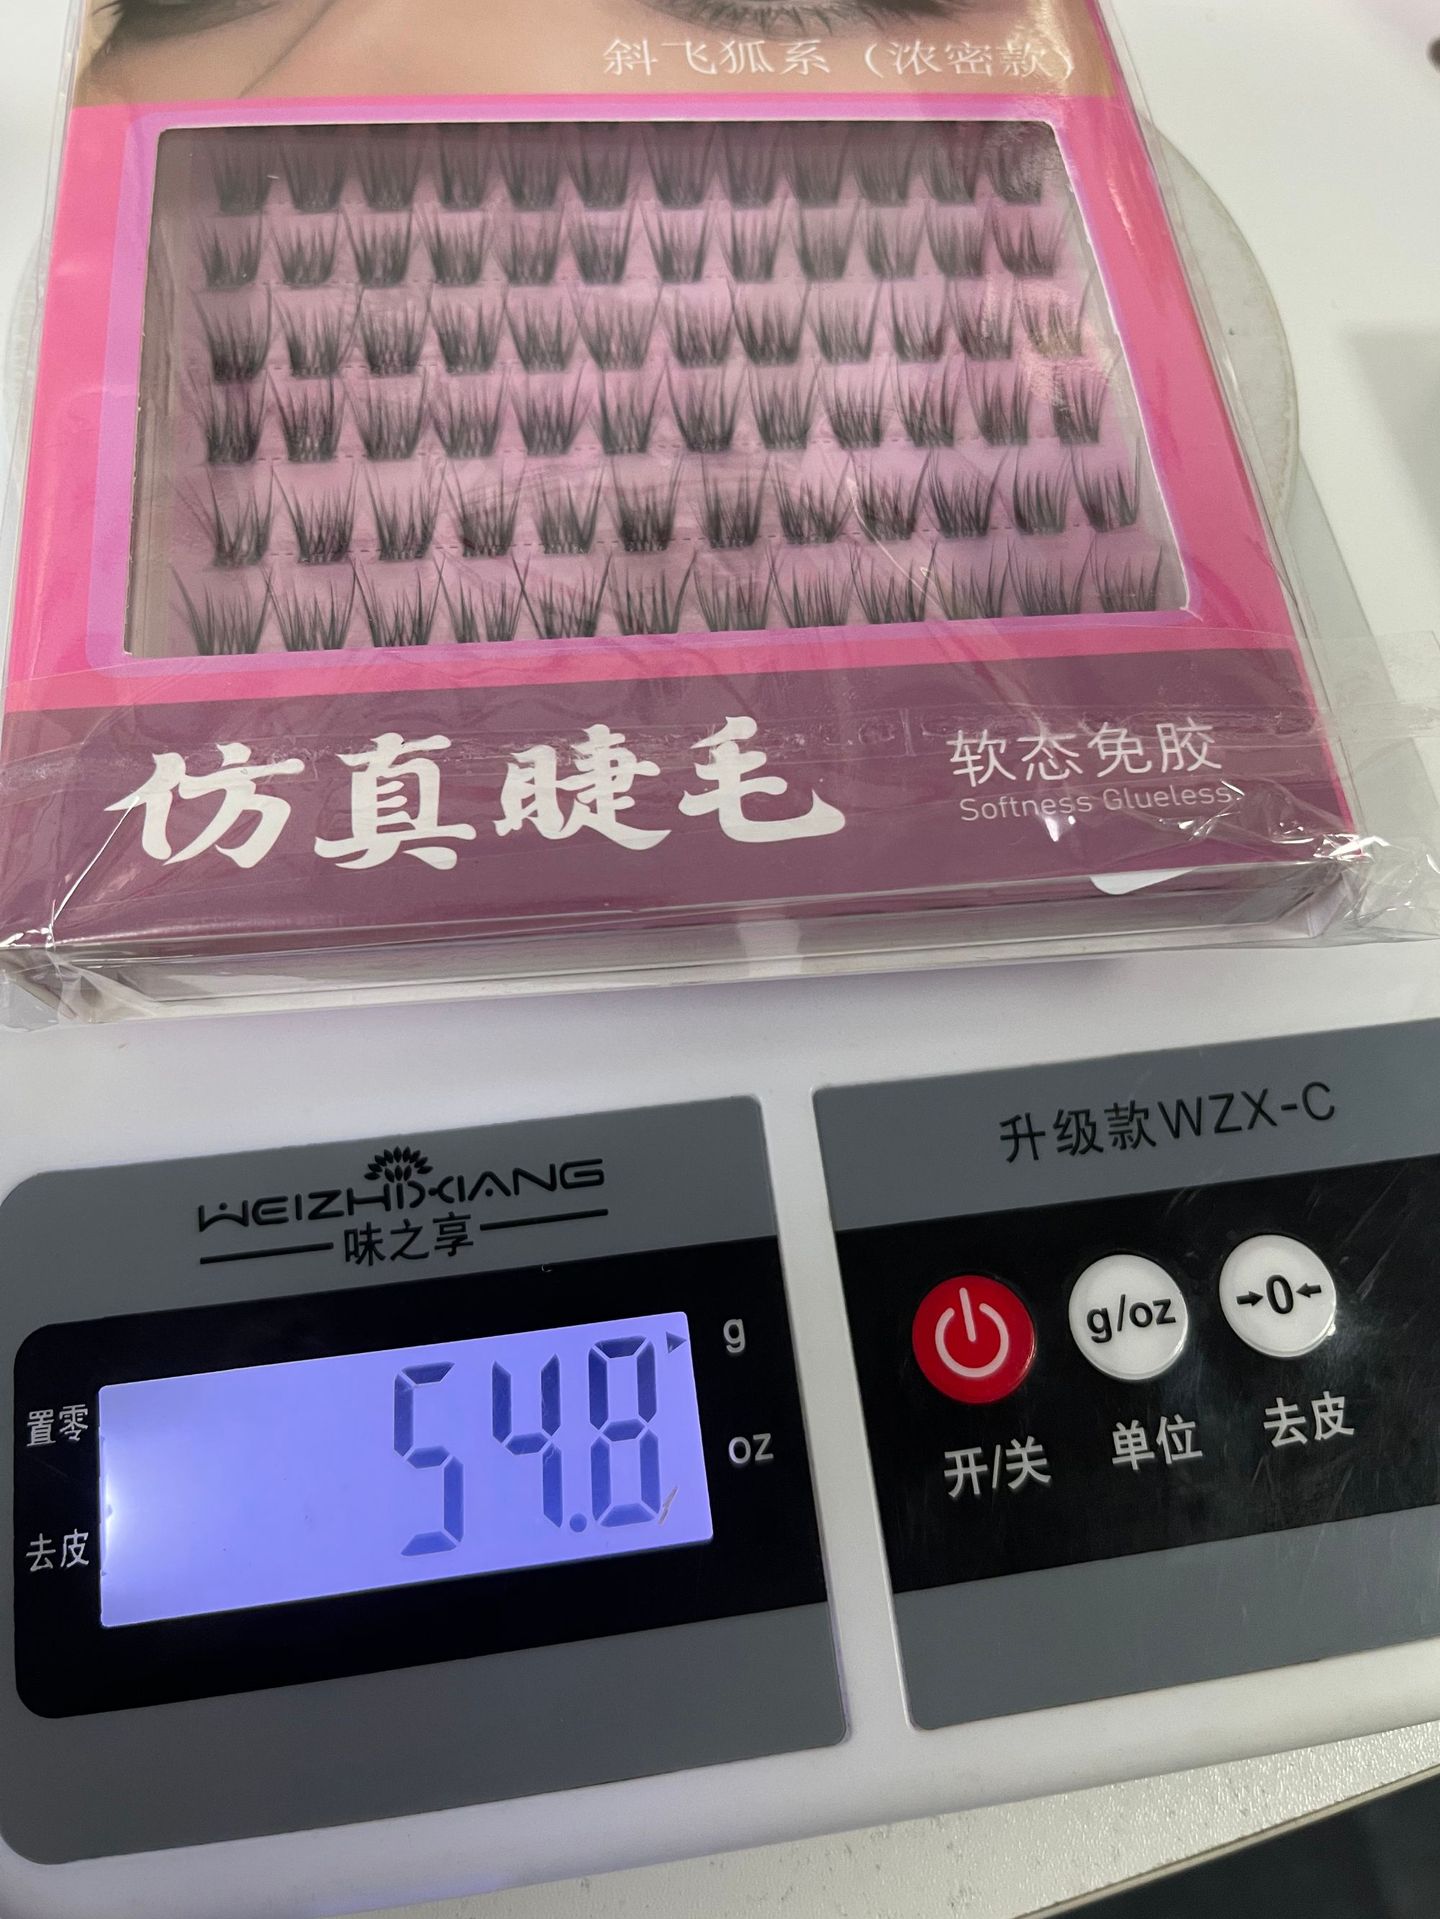 斜飞狐系（浓密款）
仿真睫毛
软态免胶
Softness Glueless
WEIZHIXIANG
味之享
升级款WZX-C
置零
去皮
54.8
g
oz
g/oz
→0←
开/关
单位
去皮